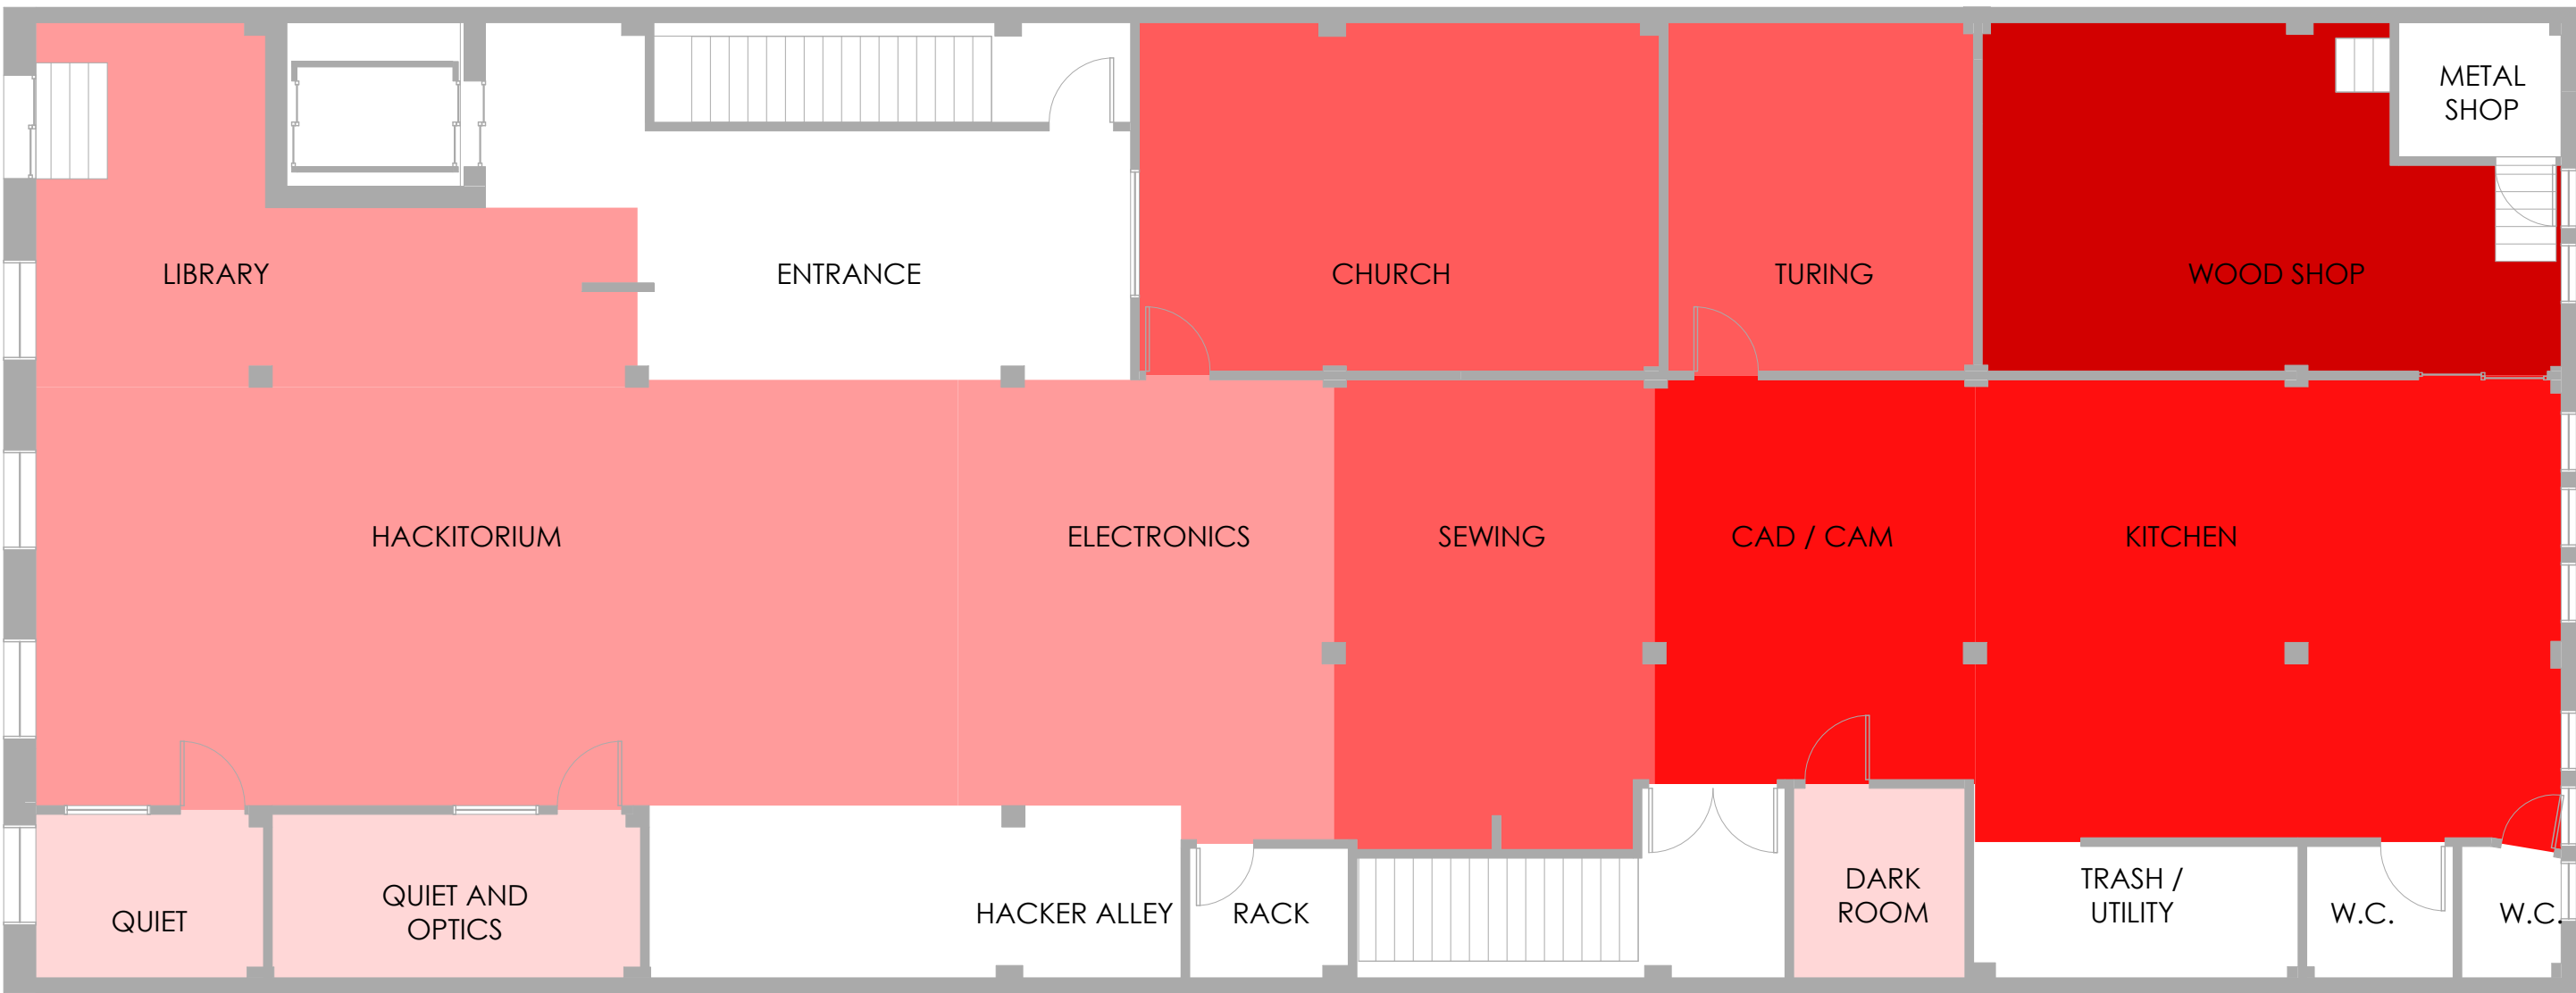 METAL
SHOP
LIBRARY
ENTRANCE
CHURCH
TURING
WOOD SHOP
HACKITORIUM
ELECTRONICS
SEWING
CAD / CAM
KITCHEN
QUIET
QUIET AND
OPTICS
HACKER ALLEY
RACK
DARK
ROOM
TRASH /
UTILITY
W.C.
W.C.